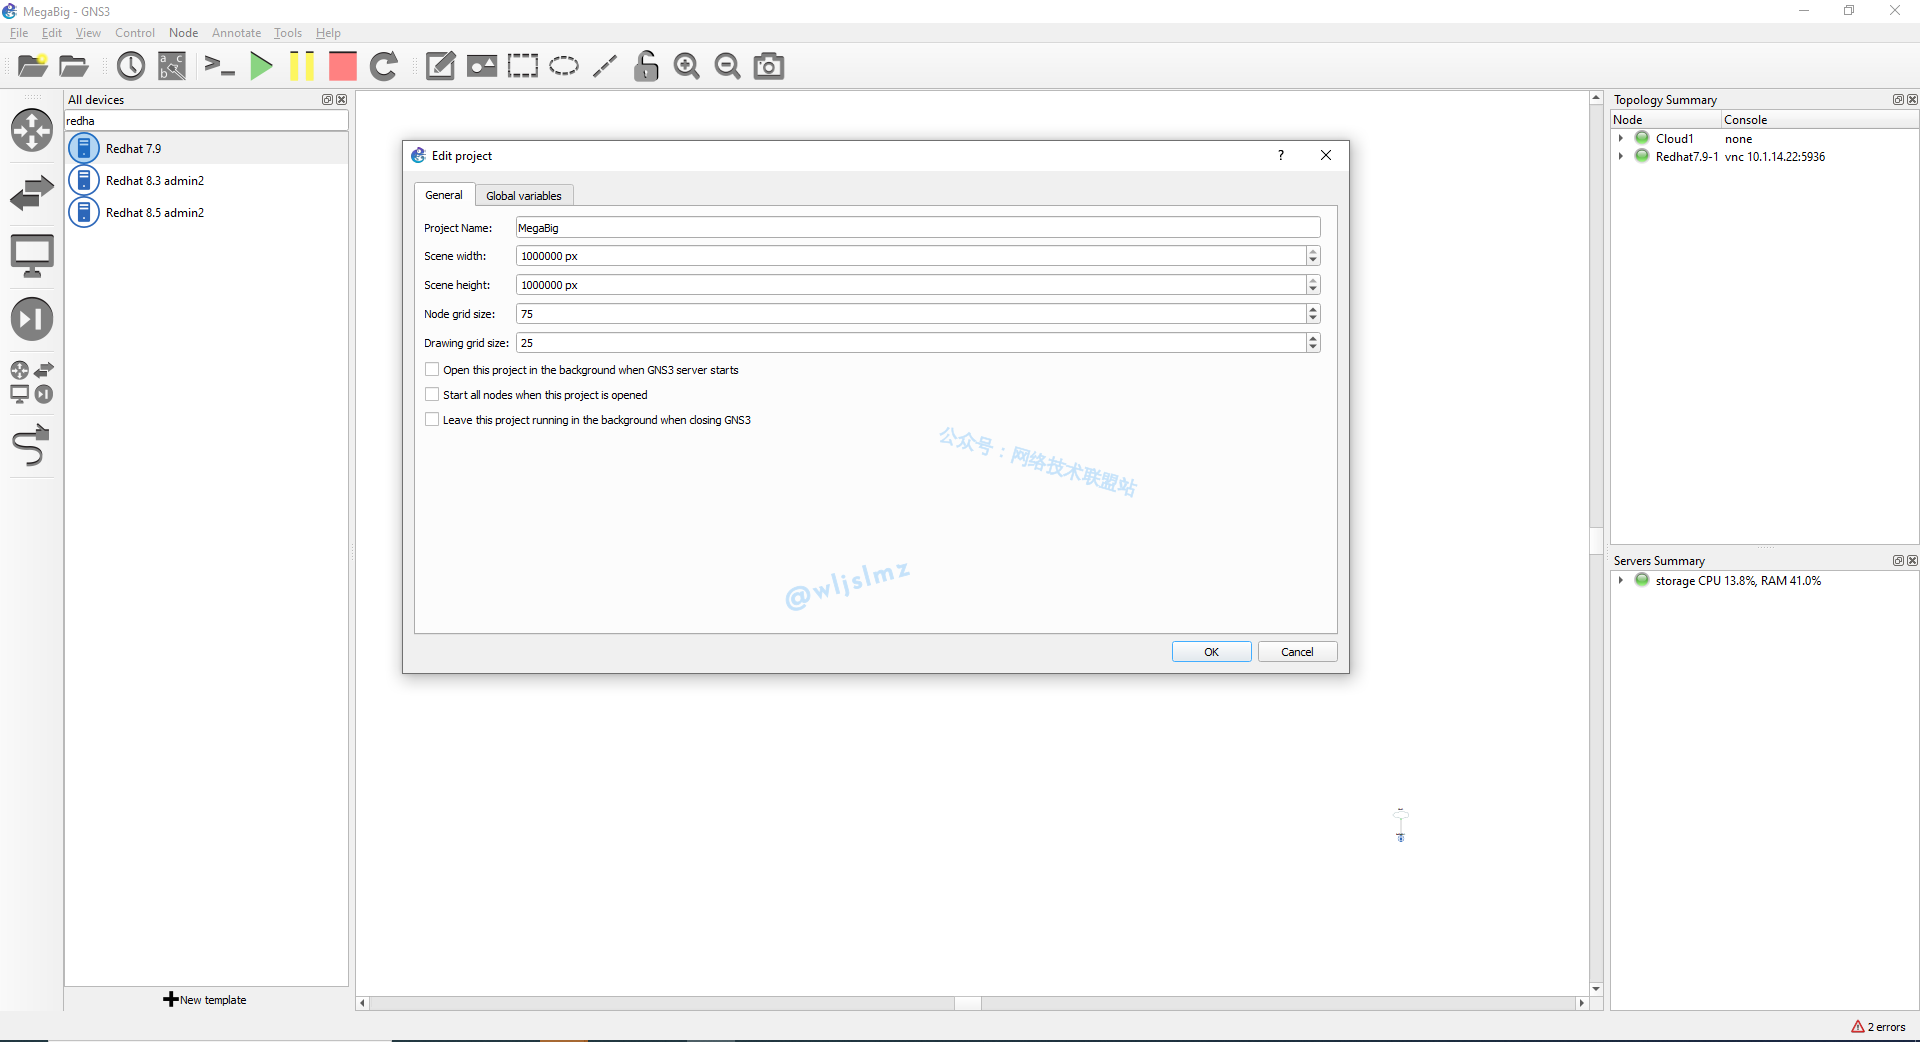 MegaBig - GNS3
File Edit View Control Node Annotate Tools Help
All devices
redha
Redhat 7.9
Redhat 8.3 admin2
Redhat 8.5 admin2
New template
Edit project
?
General Global variables
Project Name: MegaBig
Scene width: 1000000 px
Scene height: 1000000 px
Node grid size: 75
Drawing grid size: 25
Open this project in the background when GNS3 server starts
Start all nodes when this project is opened
Leave this project running in the background when closing GNS3
公众号：网络技术联盟站
@wljslmz
OK Cancel
Topology Summary
Node Console
Cloud1 none
Redhat7.9-1 vnc 10.1.14.22:5936
Servers Summary
storage CPU 13.8%, RAM 41.0%
2 errors